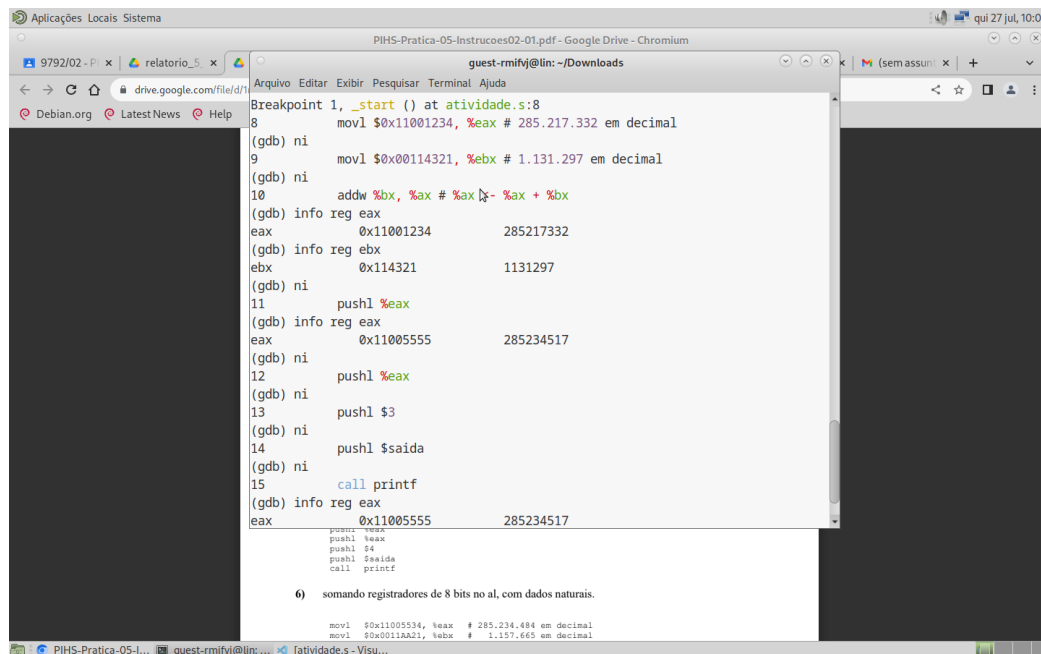 Aplicações Locais Sistema
qui 27 jul, 10:0
PIHS-Pratica-05-Instrucoes02-01.pdf - Google Drive - Chromium
9792/02 - P
relatorio_5_
guest-rmifvj@lin: ~/Downloads
M (sem assunt
drive.google.com/file/d/1
Arquivo Editar Exibir Pesquisar Terminal Ajuda
Debian.org Latest News Help
Breakpoint 1, _start () at atividade.s:8
8 movl $0x11001234, %eax # 285.217.332 em decimal
(gdb) ni
9 movl $0x00114321, %ebx # 1.131.297 em decimal
(gdb) ni
10 addw %bx, %ax # %ax <- %ax + %bx
(gdb) info reg eax
eax 0x11001234 285217332
(gdb) info reg ebx
ebx 0x114321 1131297
(gdb) ni
11 pushl %eax
(gdb) info reg eax
eax 0x11005555 285234517
(gdb) ni
12 pushl %eax
(gdb) ni
13 pushl $3
(gdb) ni
14 pushl $saida
(gdb) ni
15 call printf
(gdb) info reg eax
eax 0x11005555 285234517
pushl %eax
pushl %eax
pushl $4
pushl $saida
call printf
6) somando registradores de 8 bits no al, com dados naturais.
movl $0x11005534, %eax # 285.234.484 em decimal
movl $0x0011AA21, %ebx # 1.157.665 em decimal
PIHS-Pratica-05-I... guest-rmifvj@lin: ... [atividade.s - Visu...